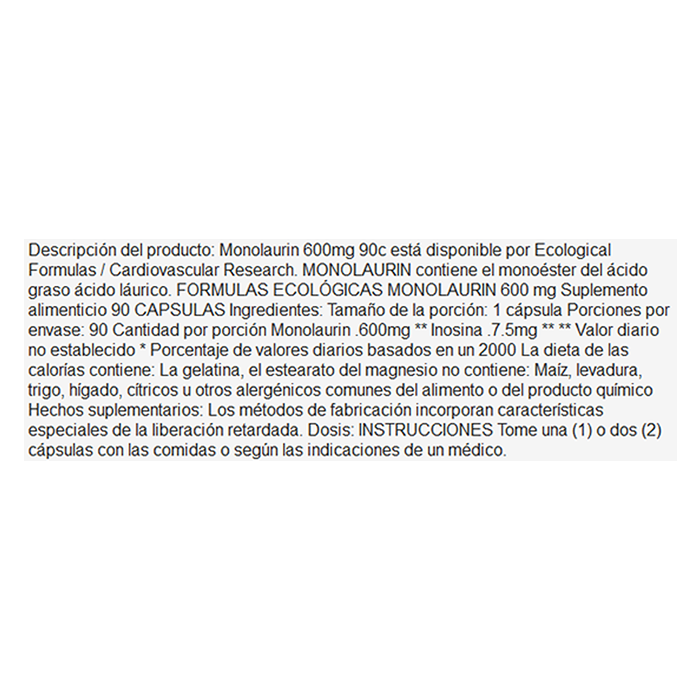 Descripción del producto: Monolaurin 600mg 90c está disponible por Ecological
Formulas / Cardiovascular Research. MONOLAURIN contiene el monoéster del ácido
graso ácido láurico. FORMULAS ECOLÓGICAS MONOLAURIN 600 mg Suplemento
alimenticio 90 CAPSULAS Ingredientes: Tamaño de la porción: 1 cápsula Porciones por
envase: 90 Cantidad por porción Monolaurin .600mg ** Inosina .7.5mg ** ** Valor diario
no establecido * Porcentaje de valores diarios basados en un 2000 La dieta de las
calorías contiene: La gelatina, el estearato del magnesio no contiene: Maíz, levadura,
trigo, hígado, cítricos u otros alergénicos comunes del alimento o del producto químico
Hechos suplementarios: Los métodos de fabricación incorporan características
especiales de la liberación retardada. Dosis: INSTRUCCIONES Tome una (1) o dos (2)
cápsulas con las comidas o según las indicaciones de un médico.